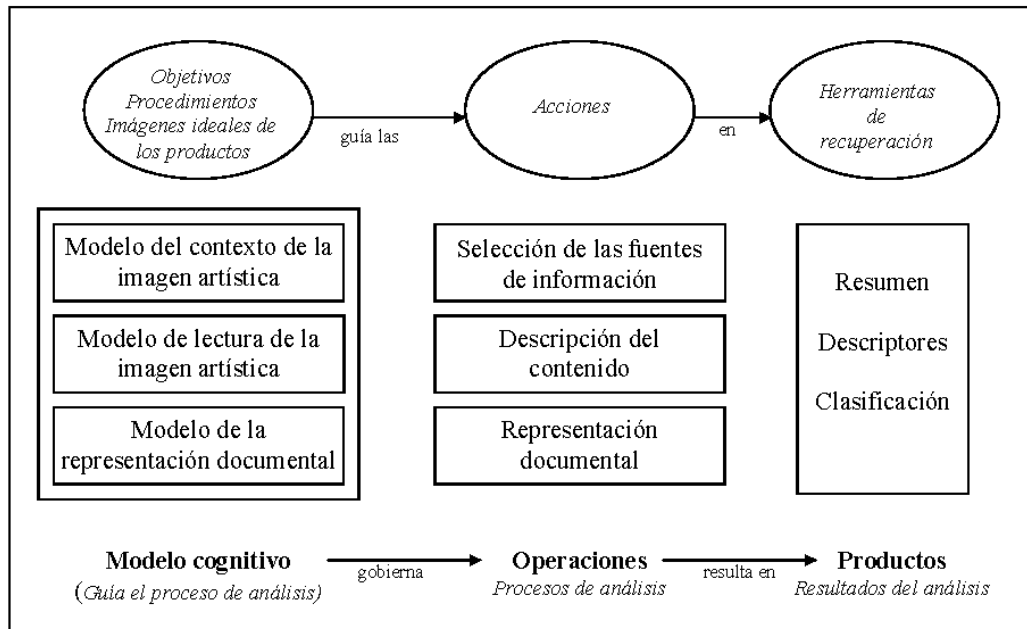 Objetivos
Procedimientos
Imágenes ideales de
los productos
guía las
Acciones
en
Herramientas
de
recuperación
Modelo del contexto de la
imagen artística
Modelo de lectura de la
imagen artística
Modelo de la
representación documental
Selección de las fuentes
de información
Descripción del
contenido
Representación
documental
Resumen
Descriptores
Clasificación
Modelo cognitivo
(Guía el proceso de análisis)
gobierna
Operaciones
Procesos de análisis
resulta en
Productos
Resultados del análisis